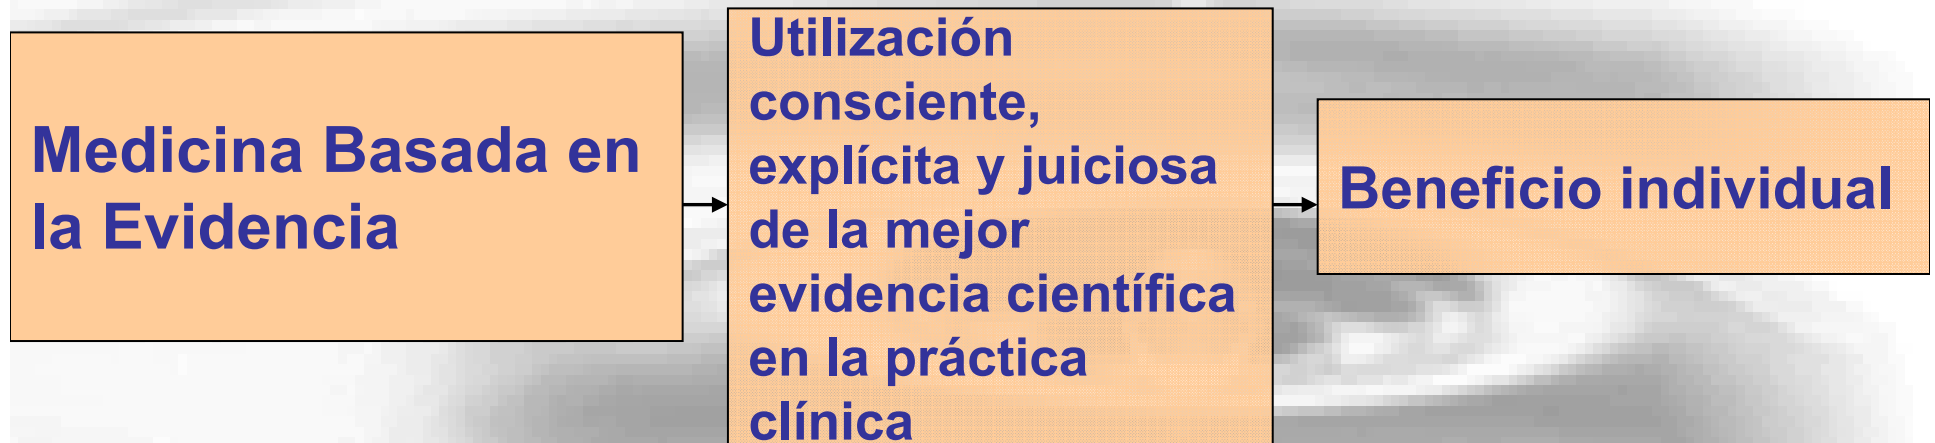 Medicina Basada en
la Evidencia
Utilización
consciente,
explícita y juiciosa
de la mejor
evidencia científica
en la práctica
clínica
Beneficio individual